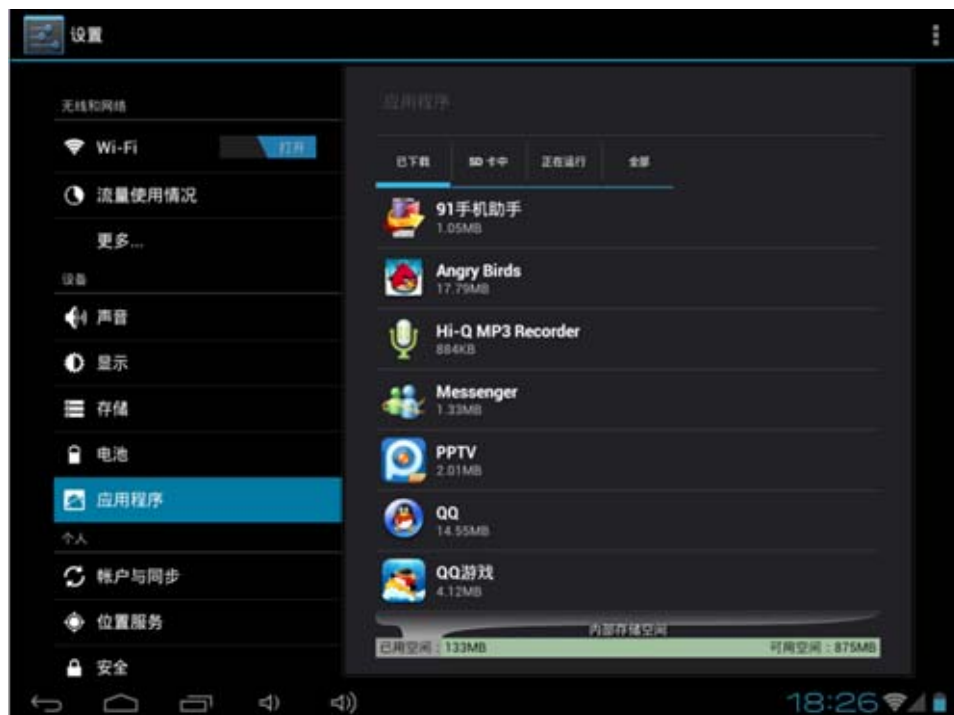 设置
无线和网络
Wi-Fi 打开
流量使用情况
更多...
设备
声音
显示
存储
电池
应用程序
个人
帐户与同步
位置服务
安全
应用程序
已下载 SD 卡中 正在运行 全部
91手机助手
1.05MB
Angry Birds
17.79MB
Hi-Q MP3 Recorder
884KB
Messenger
1.33MB
PPTV
2.01MB
QQ
14.55MB
QQ游戏
4.12MB
内部存储空间
已用空间：133MB 可用空间：875MB
18:26